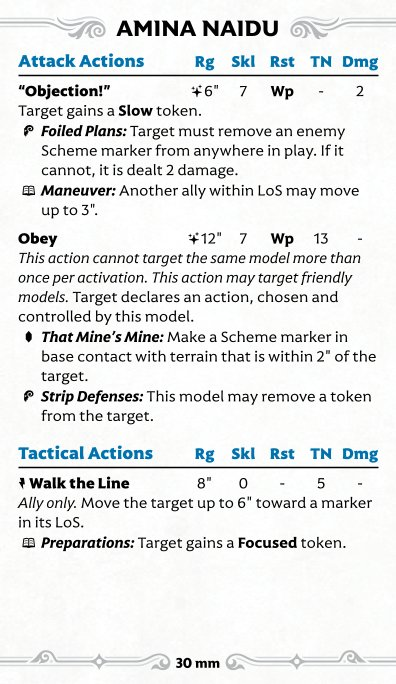 AMINA NAIDU
Attack Actions Rg Skl Rst TN Dmg
“Objection!” 6" 7 Wp - 2
Target gains a Slow token.
Foiled Plans: Target must remove an enemy
Scheme marker from anywhere in play. If it
cannot, it is dealt 2 damage.
Maneuver: Another ally within LoS may move
up to 3".
Obey 12" 7 Wp 13 -
This action cannot target the same model more than
once per activation. This action may target friendly
models. Target declares an action, chosen and
controlled by this model.
That Mine’s Mine: Make a Scheme marker in
base contact with terrain that is within 2" of the
target.
Strip Defenses: This model may remove a token
from the target.
Tactical Actions Rg Skl Rst TN Dmg
Walk the Line 8" 0 - 5 -
Ally only. Move the target up to 6" toward a marker
in its LoS.
Preparations: Target gains a Focused token.
30 mm